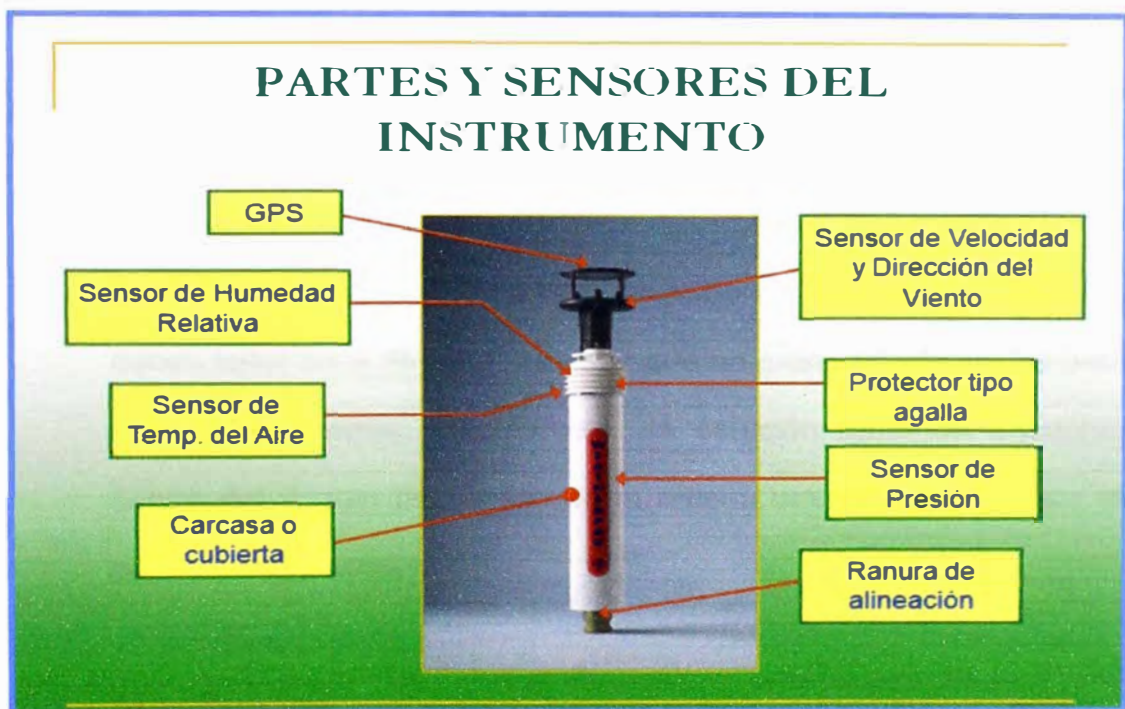 PARTES Y SENSORES DEL
INSTRUMENTO
GPS
Sensor de Velocidad
y Dirección del
Viento
Sensor de Humedad
Relativa
Protector tipo
agalla
Sensor de
Temp. del Aire
Sensor de
Presión
Carcasa o
cubierta
Ranura de
alineación